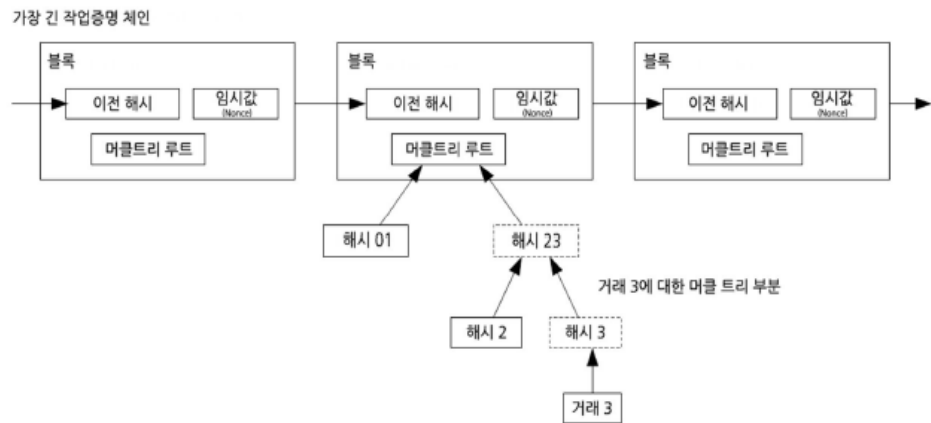 가장 긴 작업증명 체인
블록
블록
블록
이전 해시
임시값
(Nonce)
이전 해시
임시값
(Nonce)
이전 해시
임시값
(Nonce)
머클트리 루트
머클트리 루트
머클트리 루트
해시 01
해시 23
거래 3에 대한 머클 트리 부분
해시 2
해시 3
거래 3